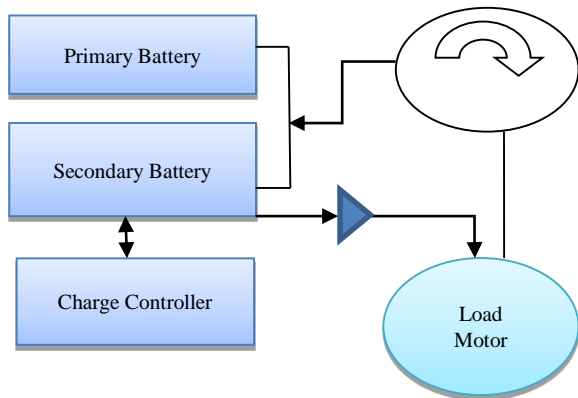 Primary Battery
Secondary Battery
Charge Controller
Load
Motor